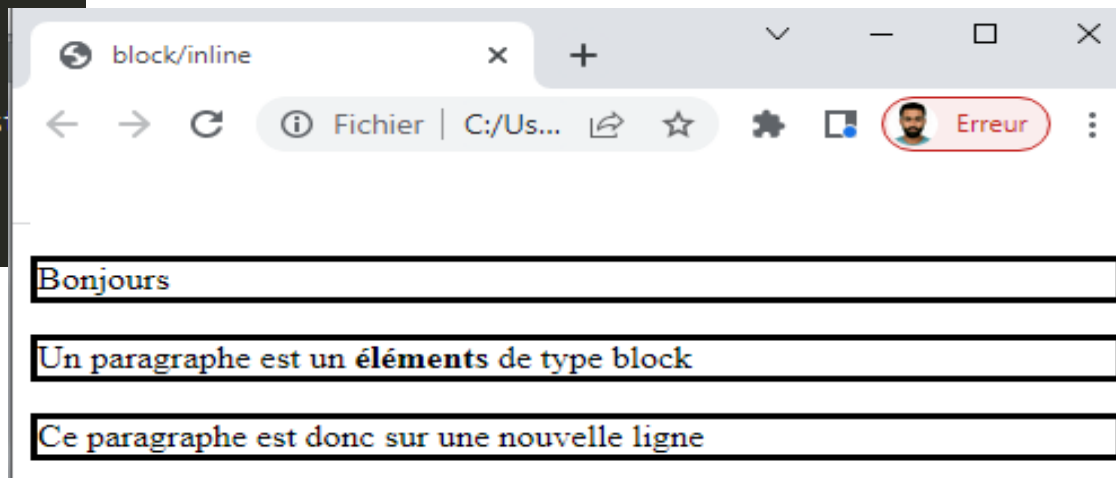 block/inline
Fichier C:/Us... Erreur
Bonjours
Un paragraphe est un éléments de type block
Ce paragraphe est donc sur une nouvelle ligne